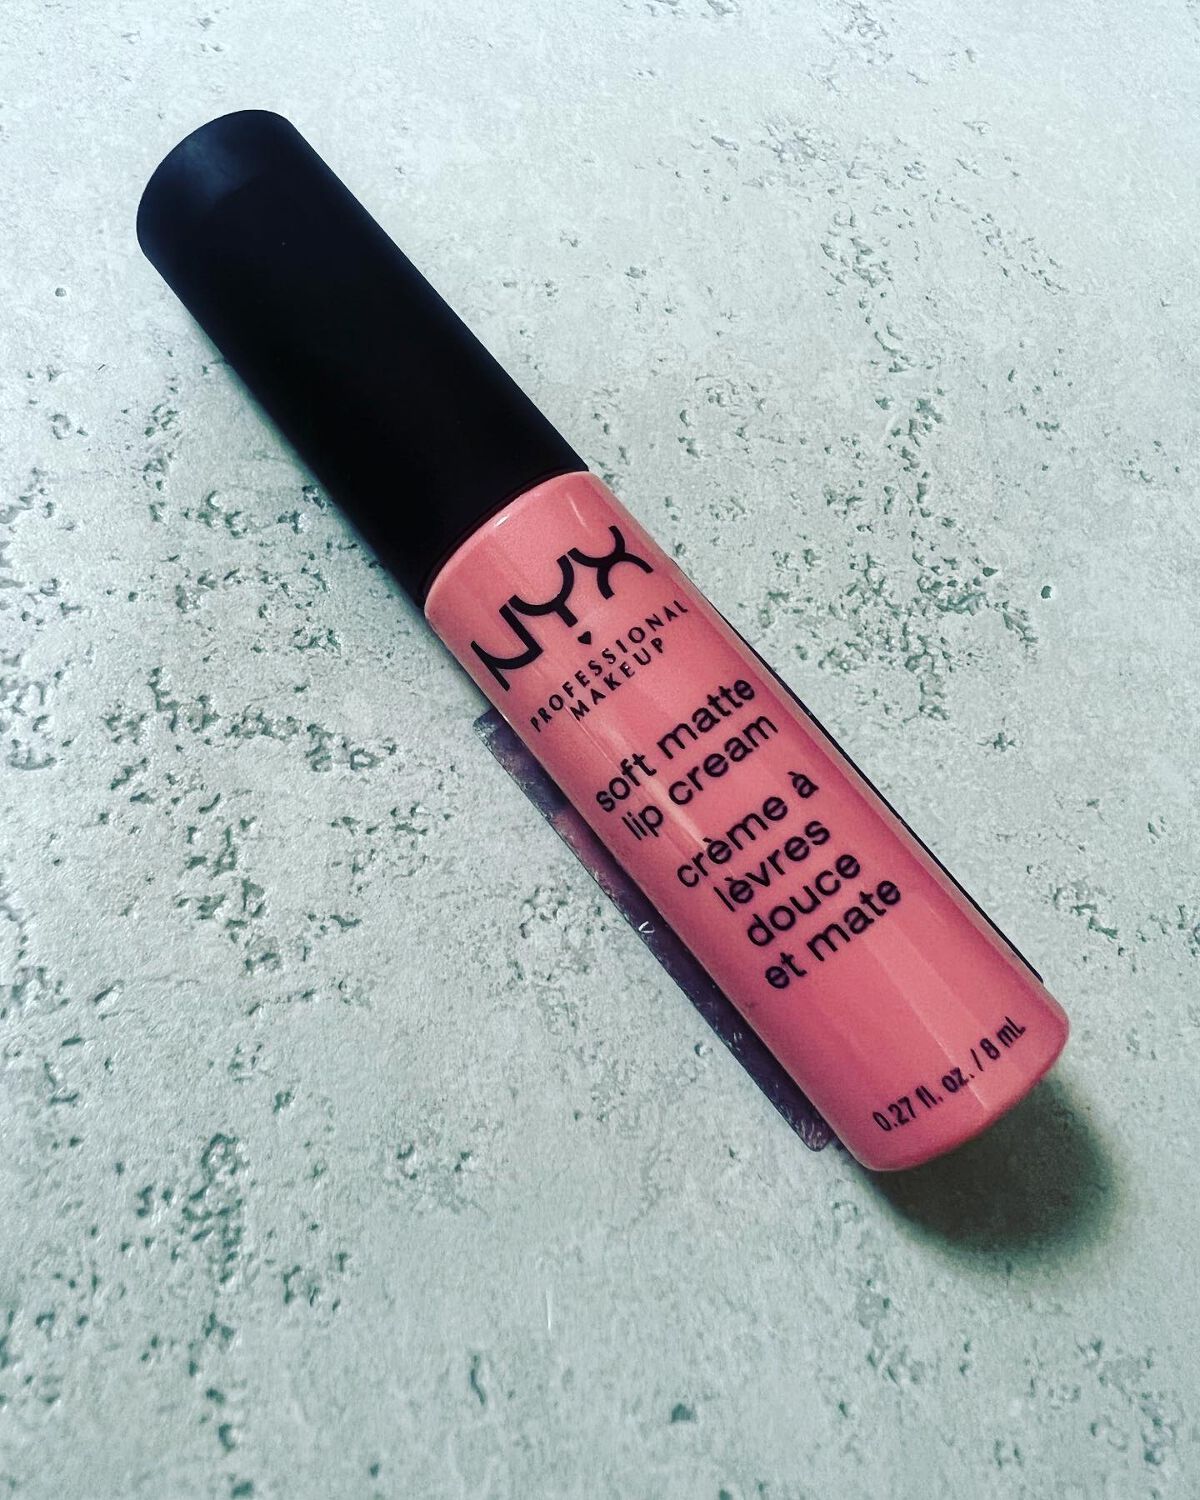 NYX
PROFESSIONAL
MAKEUP
soft matte
lip cream
crème à
lèvres
douce
et mate
0.27 fl. oz. / 8 mL